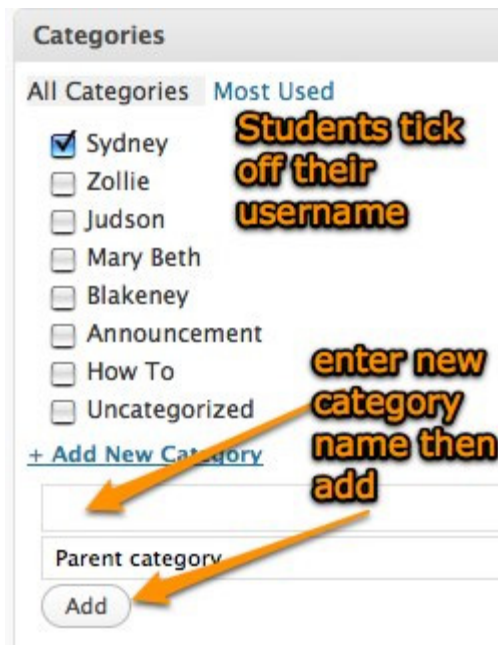 Categories
All Categories Most Used
Students tick
off their
username
Sydney
Zollie
Judson
Mary Beth
Blakeney
Announcement
How To
Uncategorized
enter new
category
name then
add
+ Add New Category
Parent category
Add